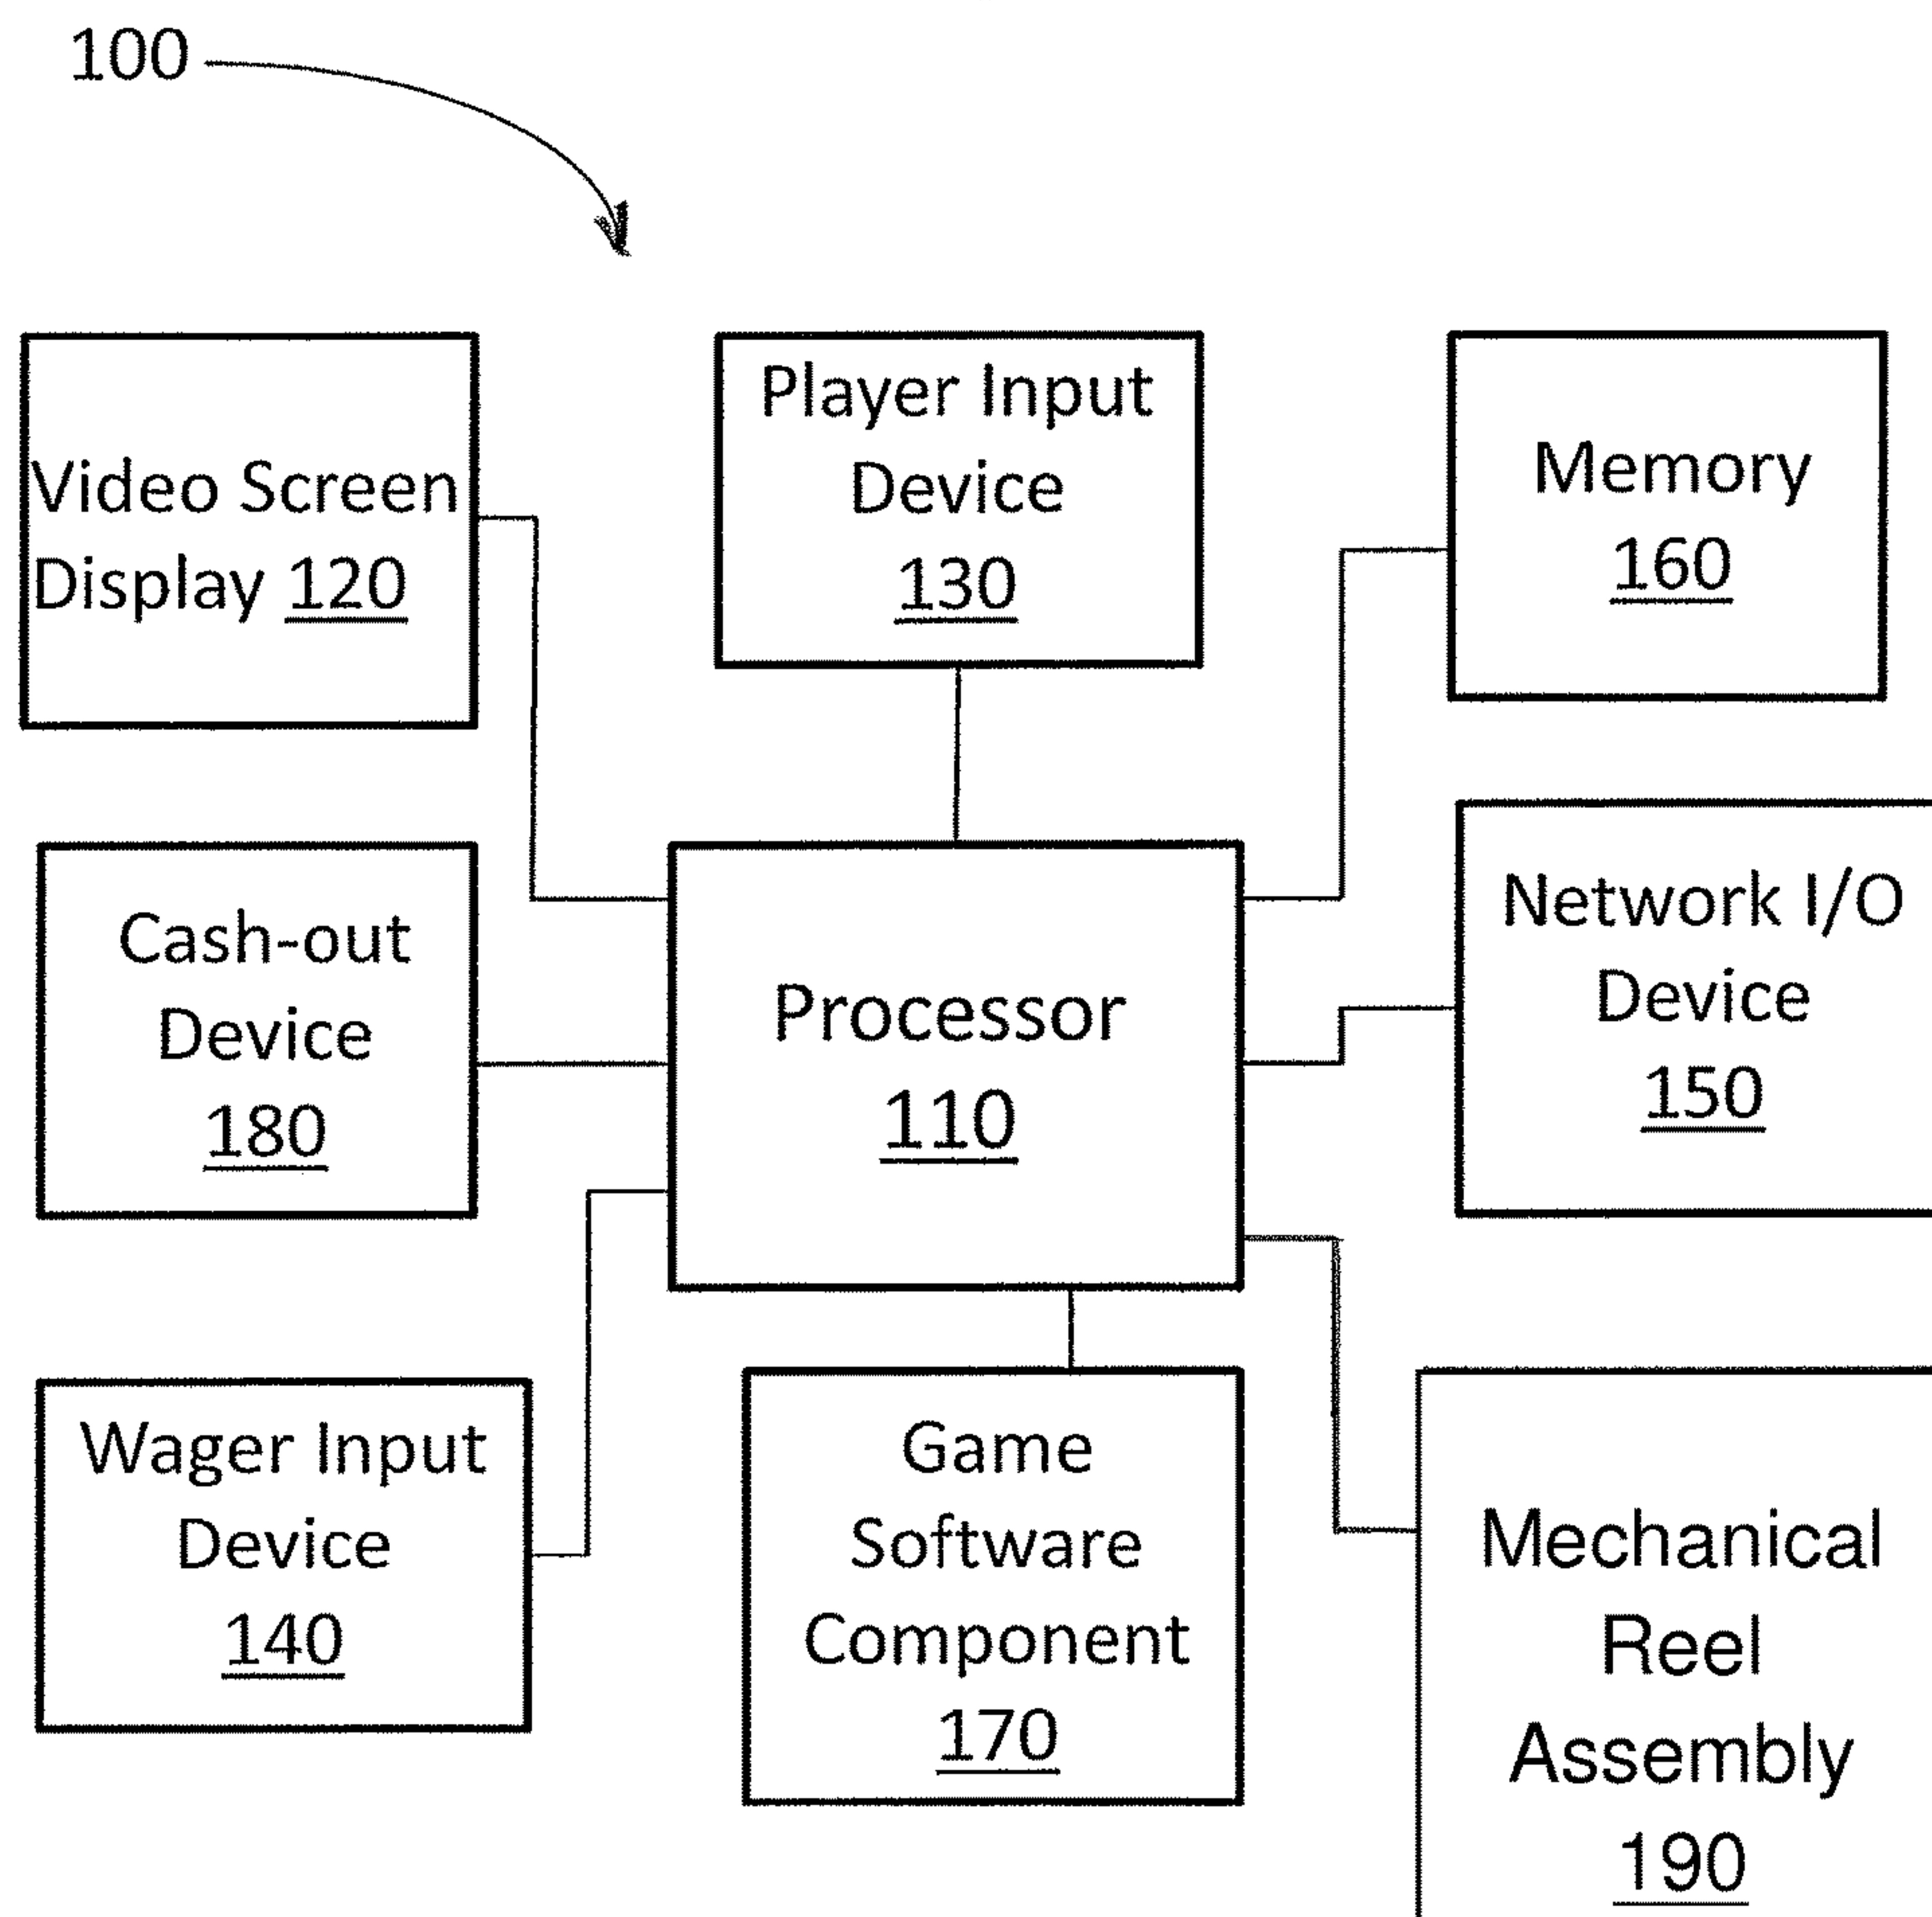 100
Video Screen
Display 120
Player Input
Device
130
Memory
160
Cash-out
Device
180
Processor
110
Network I/O
Device
150
Wager Input
Device
140
Game
Software
Component
170
Mechanical
Reel
Assembly
190